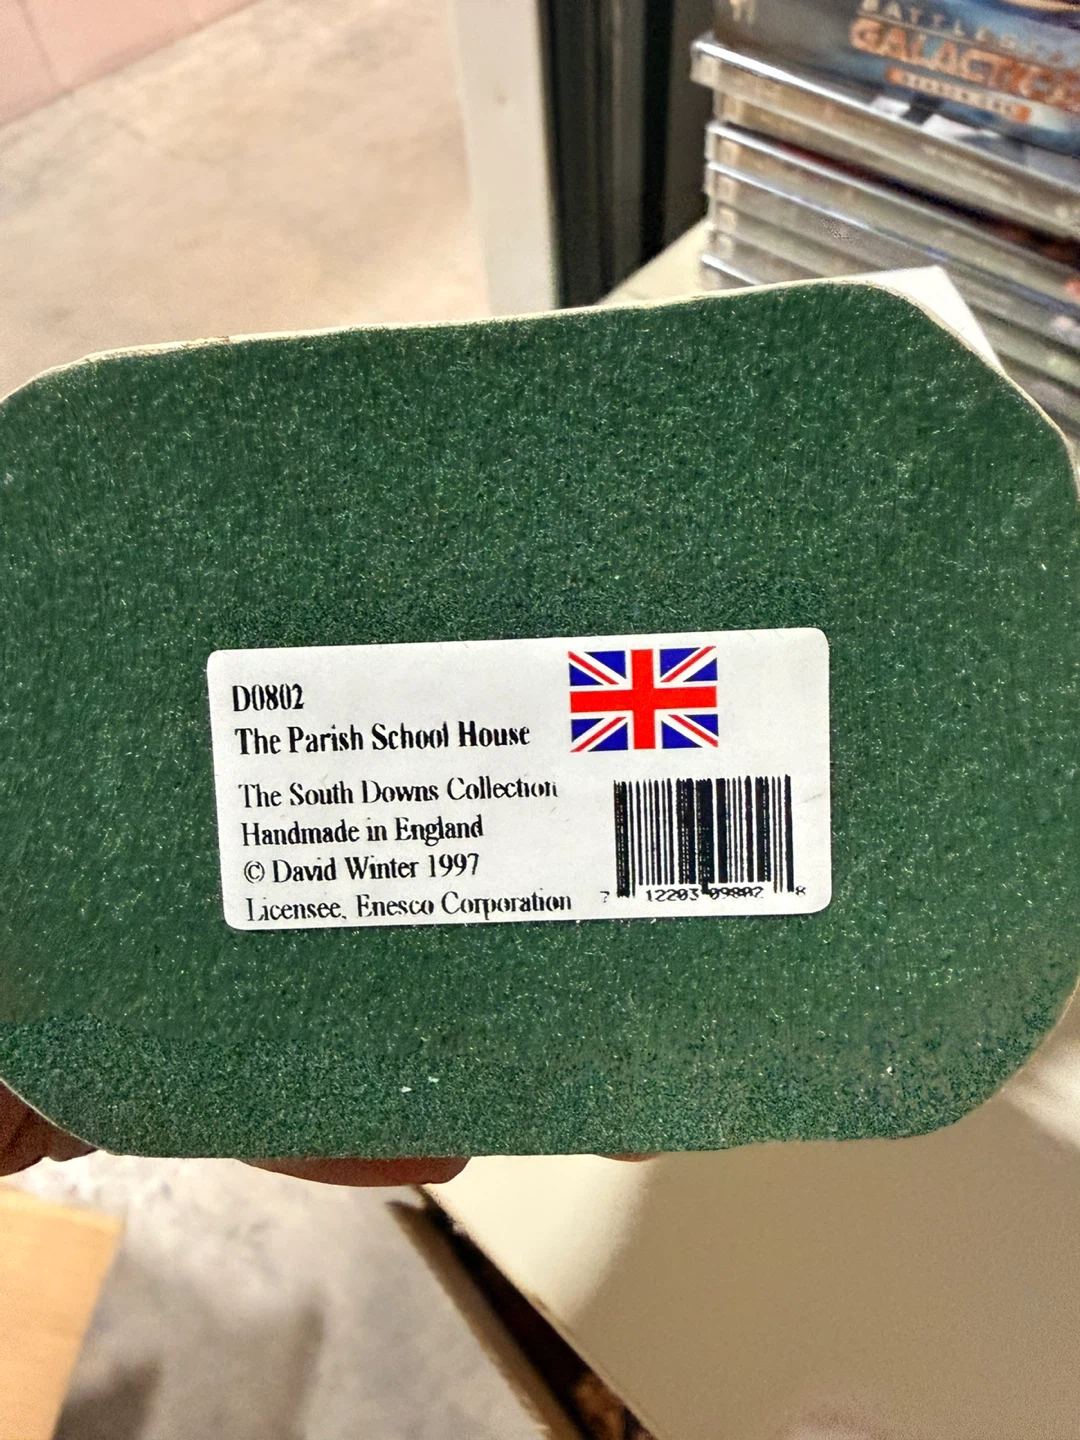 BATTLES
GALACTICA
D0802
The Parish School House
The South Downs Collection
Handmade in England
© David Winter 1997
Licensee, Enesco Corporation
7 12203 09802 8